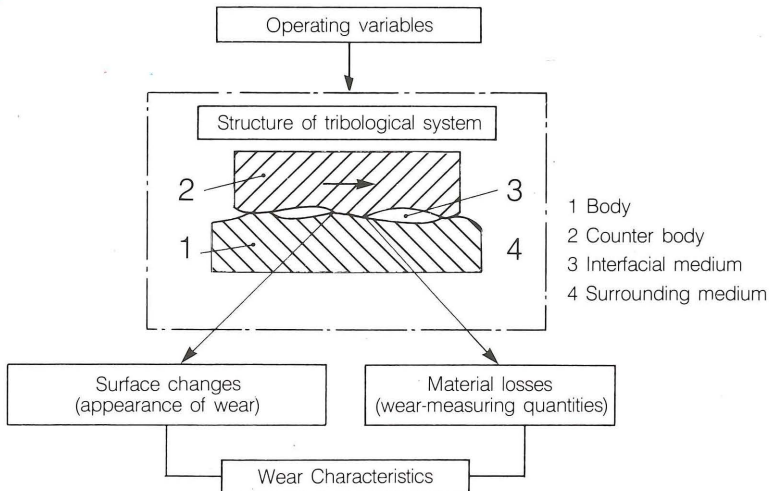 Operating variables
Structure of tribological system
2
3
1
4
1 Body
2 Counter body
3 Interfacial medium
4 Surrounding medium
Surface changes
(appearance of wear)
Material losses
(wear-measuring quantities)
Wear Characteristics